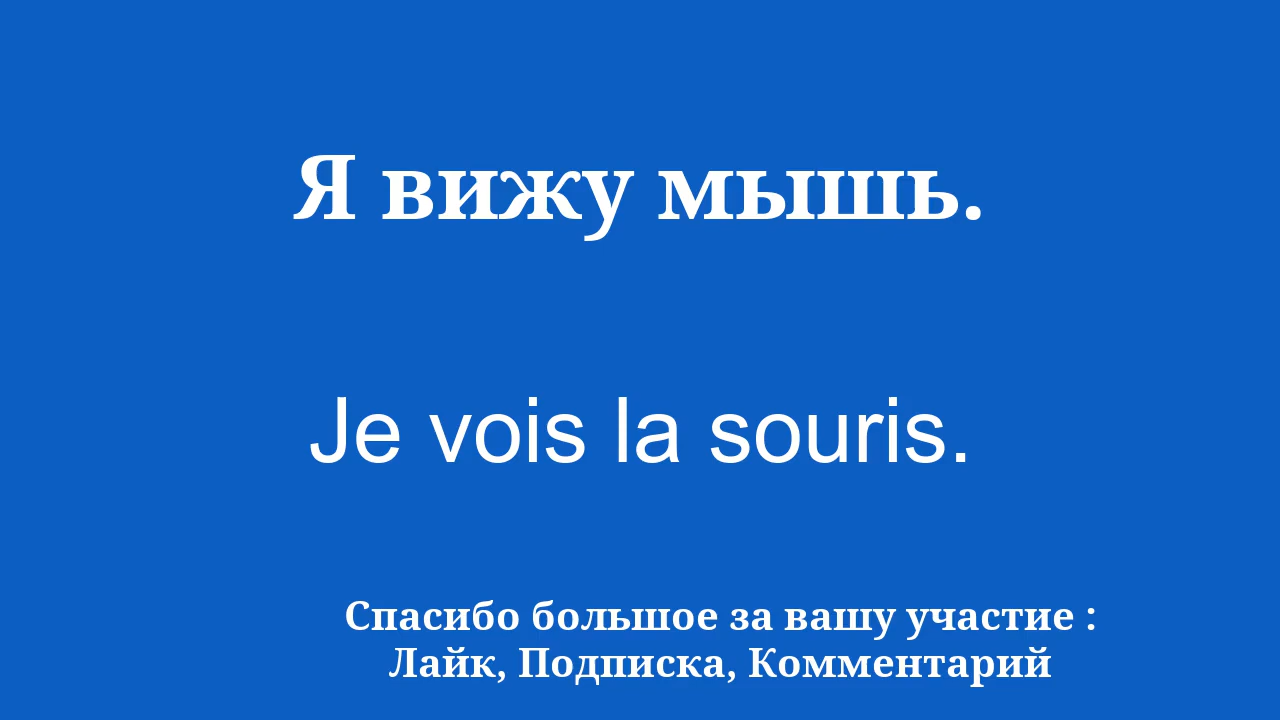 Я вижу мышь.
Je vois la souris.
Спасибо большое за вашу участие :
Лайк, Подписка, Комментарий